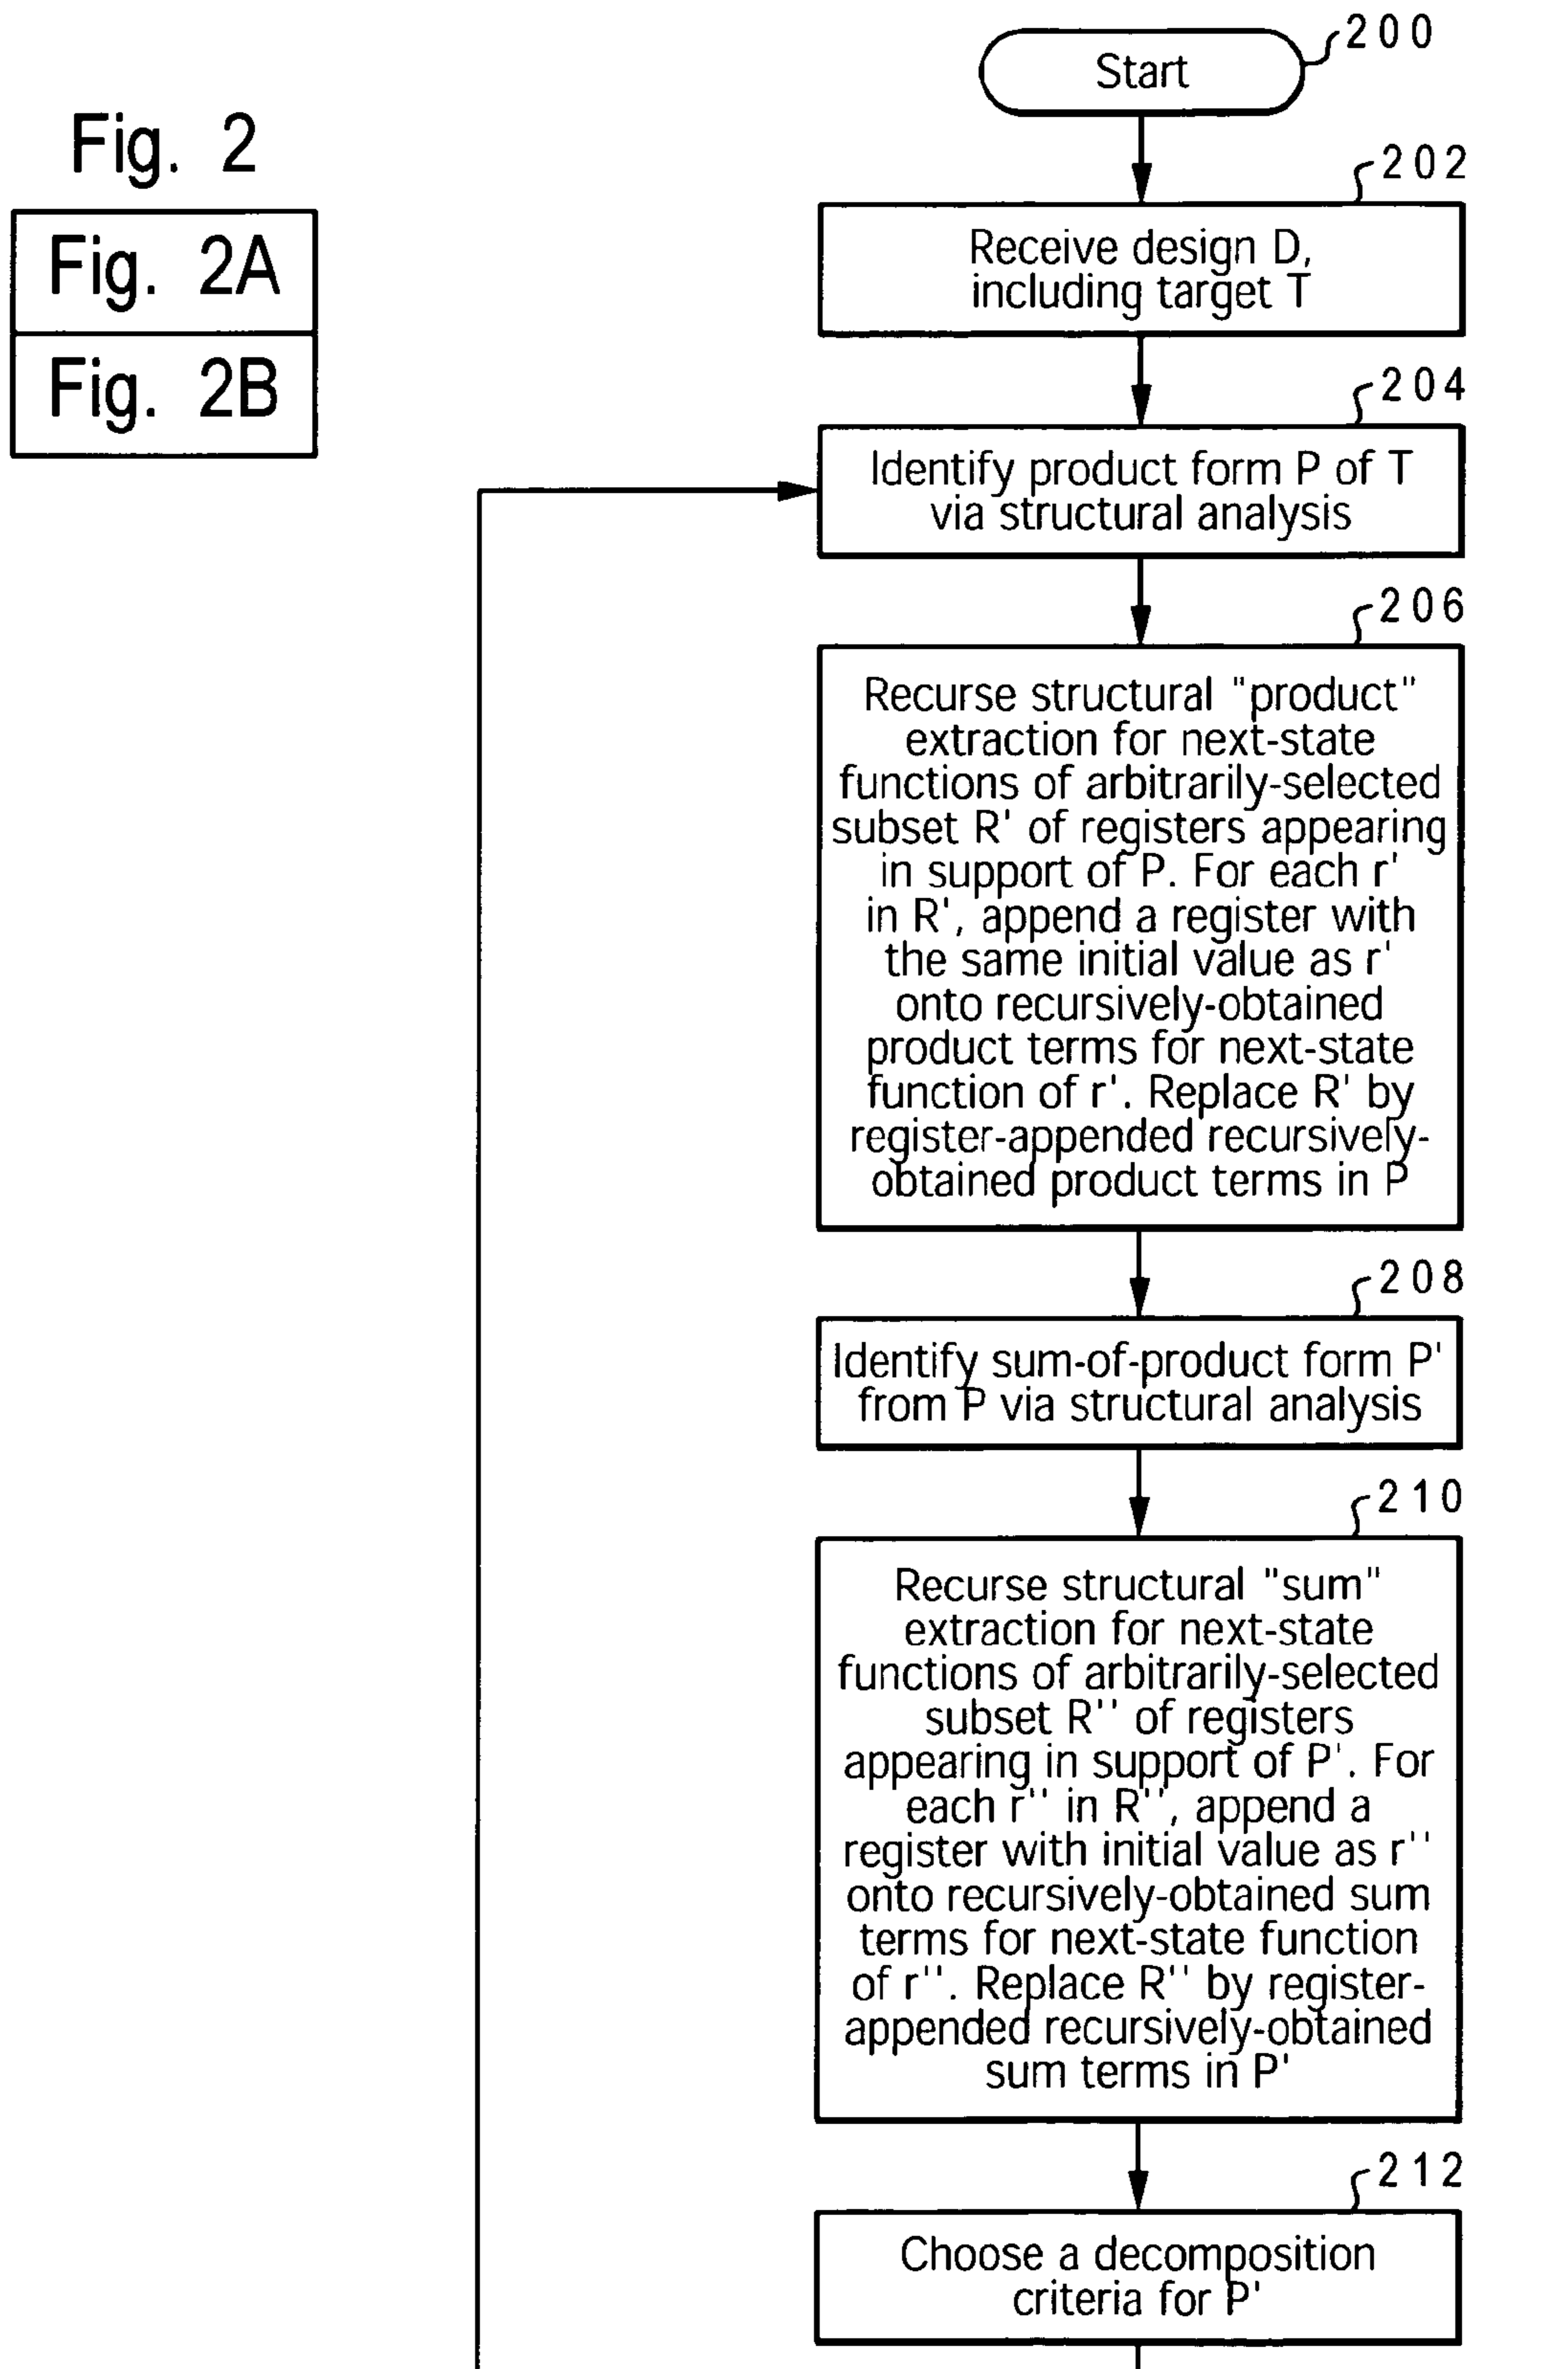 Fig. 2
Fig. 2A
Fig. 2B
Start
200
202
Receive design D,
including target T
204
Identify product form P of T
via structural analysis
206
Recurse structural "product"
extraction for next-state
functions of arbitrarily-selected
subset R' of registers appearing
in support of P. For each r'
in R', append a register with
the same initial value as r'
onto recursively-obtained
product terms for next-state
function of r'. Replace R' by
register-appended recursively-
obtained product terms in P
208
Identify sum-of-product form P'
from P via structural analysis
210
Recurse structural "sum"
extraction for next-state
functions of arbitrarily-selected
subset R'' of registers
appearing in support of P'. For
each r'' in R'', append a
register with initial value as r''
onto recursively-obtained sum
terms for next-state function
of r''. Replace R'' by register-
appended recursively-obtained
sum terms in P'
212
Choose a decomposition
criteria for P'